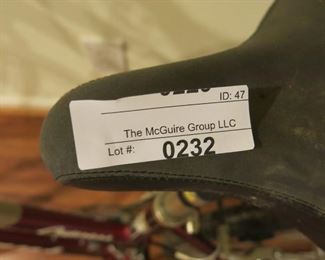 ID: 47
The McGuire Group LLC
Lot #: 0232